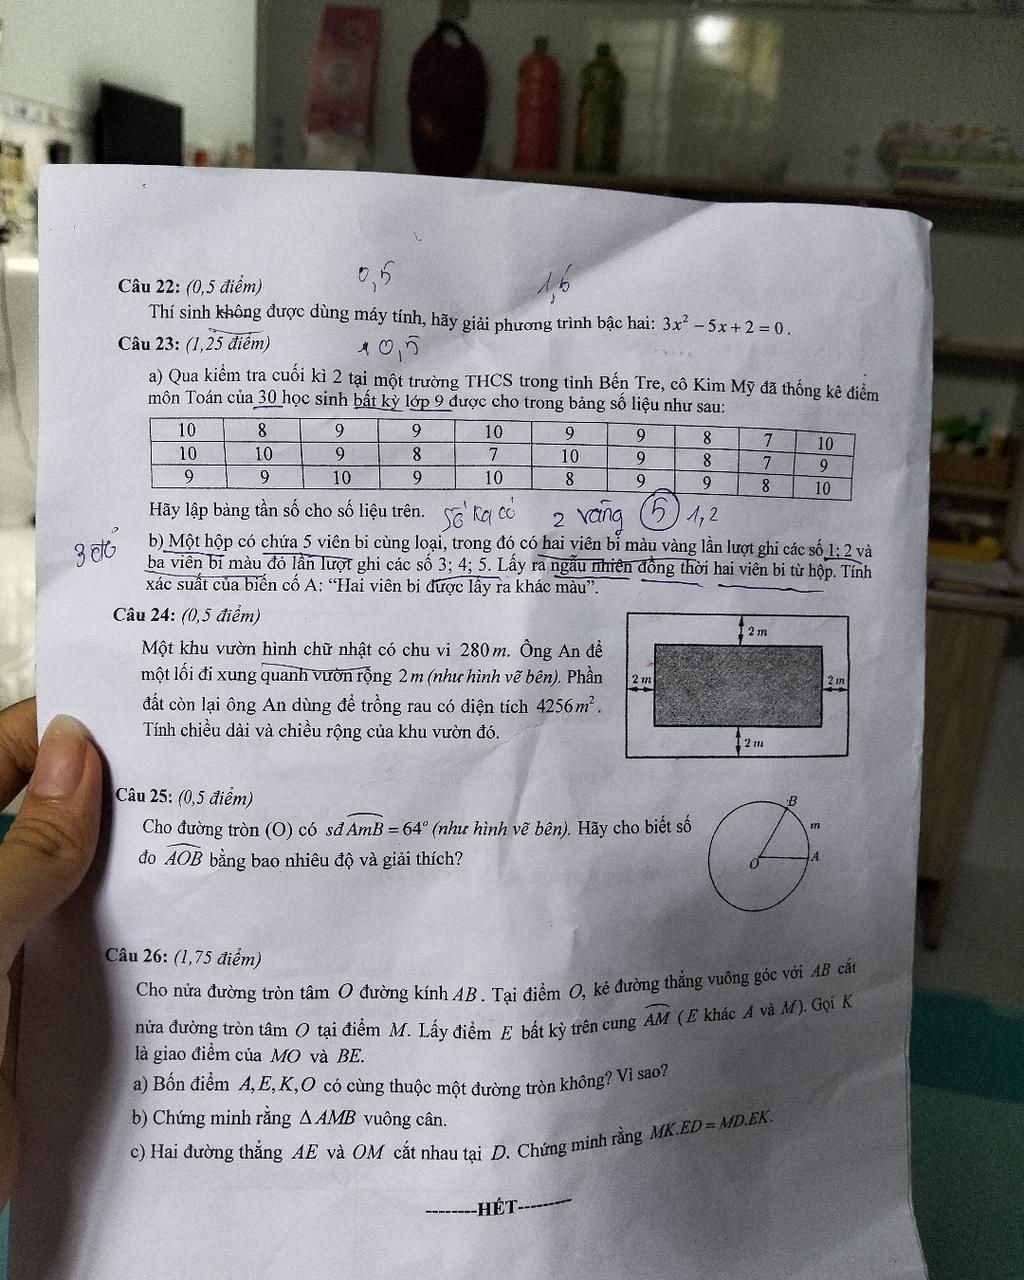 0,5
1,5
Câu 22: (0,5 điểm)
Thí sinh không được dùng máy tính, hãy giải phương trình bậc hai: 3x² − 5x + 2 = 0.
Câu 23: (1,25 điểm)
0,5
a) Qua kiểm tra cuối kì 2 tại một trường THCS trong tỉnh Bến Tre, cô Kim Mỹ đã thống kê điểm
môn Toán của 30 học sinh bất kỳ lớp 9 được cho trong bảng số liệu như sau:
10 8 9 9 10 9 9 8 7 10
10 10 9 8 7 10 9 8 7 9
9 9 10 9 10 8 9 9 8 10
Hãy lập bảng tần số cho số liệu trên.
2 vàng 5 1,2
3 đỏ
b) Một hộp có chứa 5 viên bi cùng loại, trong đó có hai viên bi màu vàng lần lượt ghi các số 1; 2 và
ba viên bi màu đỏ lần lượt ghi các số 3; 4; 5. Lấy ra ngẫu nhiên đồng thời hai viên bi từ hộp. Tính
xác suất của biến cố A: “Hai viên bi được lấy ra khác màu”.
Câu 24: (0,5 điểm)
Một khu vườn hình chữ nhật có chu vi 280 m. Ông An để
một lối đi xung quanh vườn rộng 2 m (như hình vẽ bên). Phần
đất còn lại ông An dùng để trồng rau có diện tích 4256 m².
Tính chiều dài và chiều rộng của khu vườn đó.
2 m
2 m
2 m
2 m
Câu 25: (0,5 điểm)
Cho đường tròn (O) có sđ AmB = 64° (như hình vẽ bên). Hãy cho biết số
đo AOB bằng bao nhiêu độ và giải thích?
B
m
O
A
Câu 26: (1,75 điểm)
Cho nửa đường tròn tâm O đường kính AB. Tại điểm O, kẻ đường thẳng vuông góc với AB cắt
nửa đường tròn tâm O tại điểm M. Lấy điểm E bất kỳ trên cung AM (E khác A và M). Gọi K
là giao điểm của MO và BE.
a) Bốn điểm A, E, K, O có cùng thuộc một đường tròn không? Vì sao?
b) Chứng minh rằng Δ AMB vuông cân.
c) Hai đường thẳng AE và OM cắt nhau tại D. Chứng minh rằng MK.ED = MD.EK.
--------HẾT---------